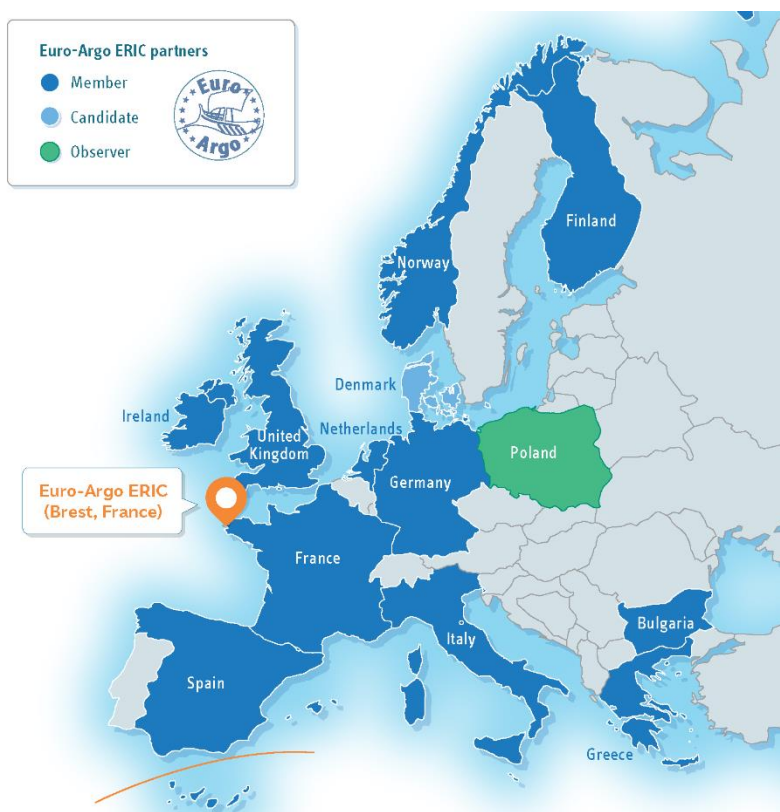 Euro-Argo ERIC partners
Member
Candidate
Observer
Euro
Argo
Finland
Norway
Denmark
Netherlands
Ireland
United
Kingdom
Poland
Germany
Euro-Argo ERIC
(Brest, France)
France
Italy
Bulgaria
Spain
Greece